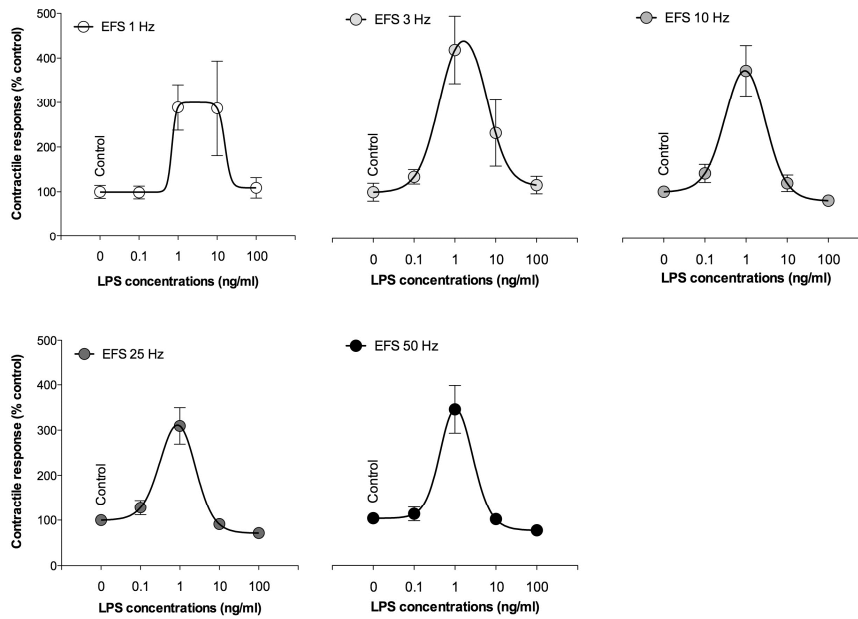 EFS 1 Hz
Contractile response (% control)
500
400
300
200
100
0
Control
0 0.1 1 10 100
LPS concentrations (ng/ml)
EFS 3 Hz
Control
0 0.1 1 10 100
LPS concentrations (ng/ml)
EFS 10 Hz
Control
0 0.1 1 10 100
LPS concentrations (ng/ml)
EFS 25 Hz
Contractile response (% control)
500
400
300
200
100
0
Control
0 0.1 1 10 100
LPS concentrations (ng/ml)
EFS 50 Hz
Control
0 0.1 1 10 100
LPS concentrations (ng/ml)